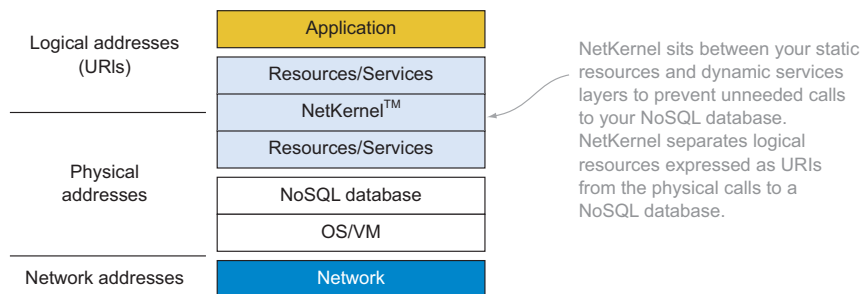 Logical addresses
(URIs)
Physical
addresses
Network addresses
Application
Resources/Services
NetKernel™
Resources/Services
NoSQL database
OS/VM
Network
NetKernel sits between your static
resources and dynamic services
layers to prevent unneeded calls
to your NoSQL database.
NetKernel separates logical
resources expressed as URIs
from the physical calls to a
NoSQL database.